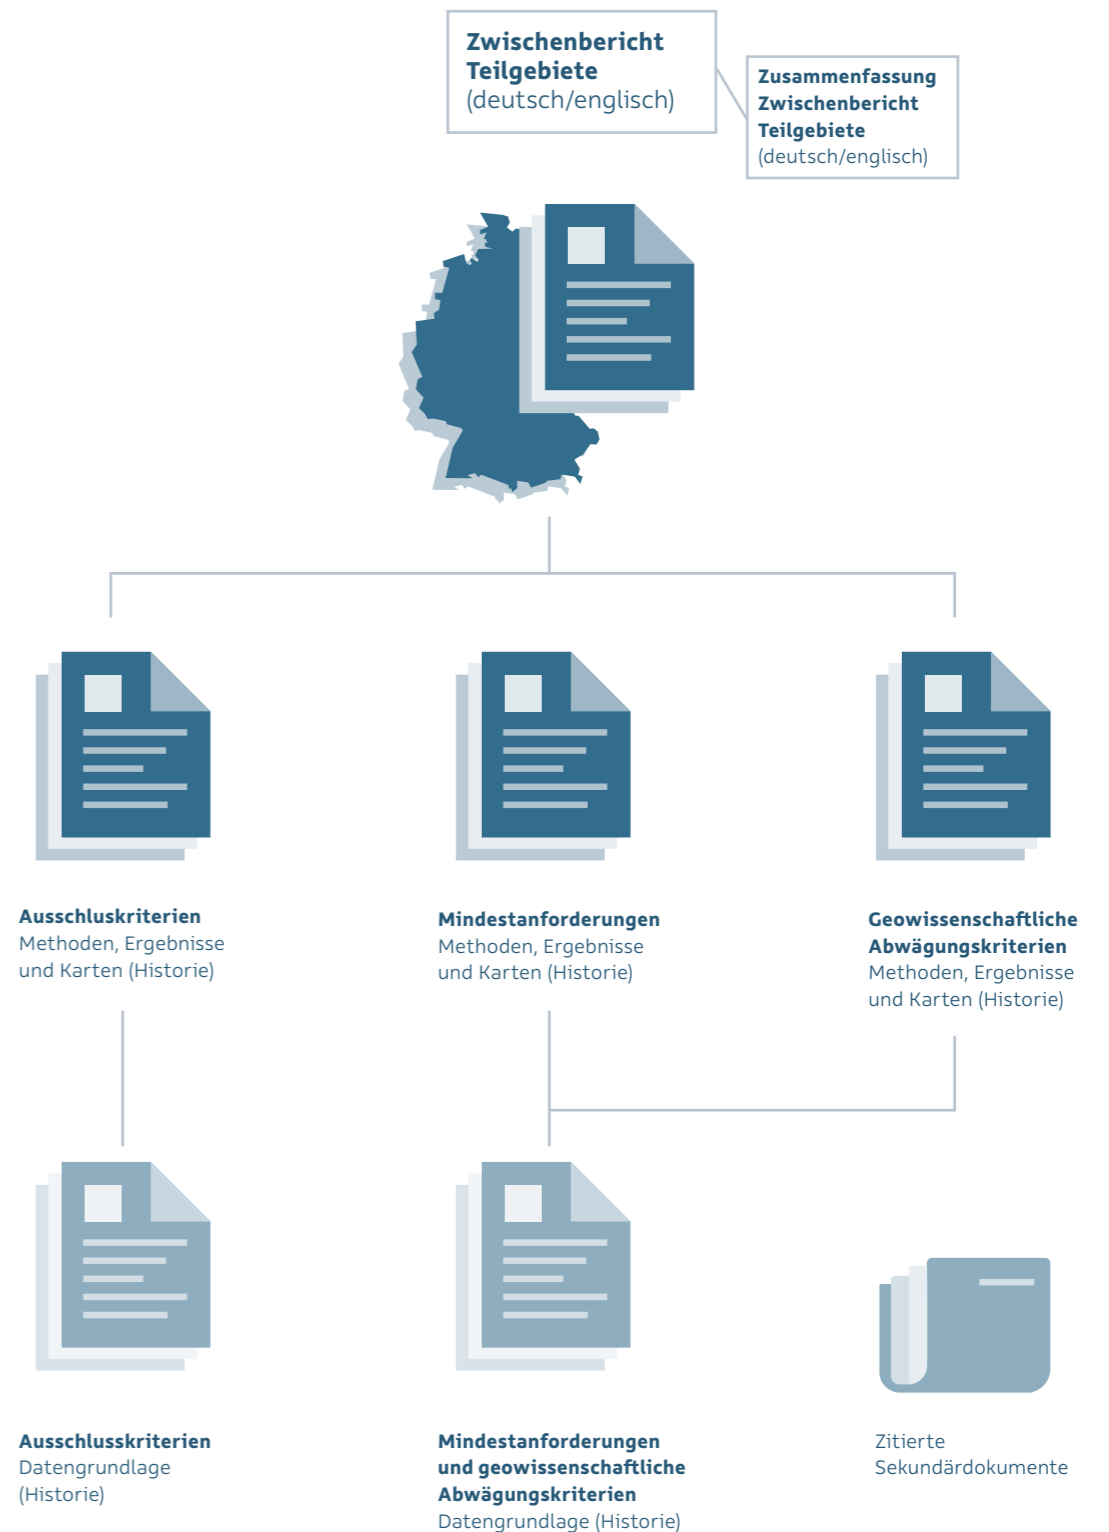 Zwischenbericht
Teilgebiete
(deutsch/englisch)
Zusammenfassung
Zwischenbericht
Teilgebiete
(deutsch/englisch)
Ausschluskriterien
Methoden, Ergebnisse
und Karten (Historie)
Mindestanforderungen
Methoden, Ergebnisse
und Karten (Historie)
Geowissenschaftliche
Abwägungskriterien
Methoden, Ergebnisse
und Karten (Historie)
Ausschlusskriterien
Datengrundlage
(Historie)
Mindestanforderungen
und geowissenschaftliche
Abwägungskriterien
Datengrundlage (Historie)
Zitierte
Sekundärdokumente